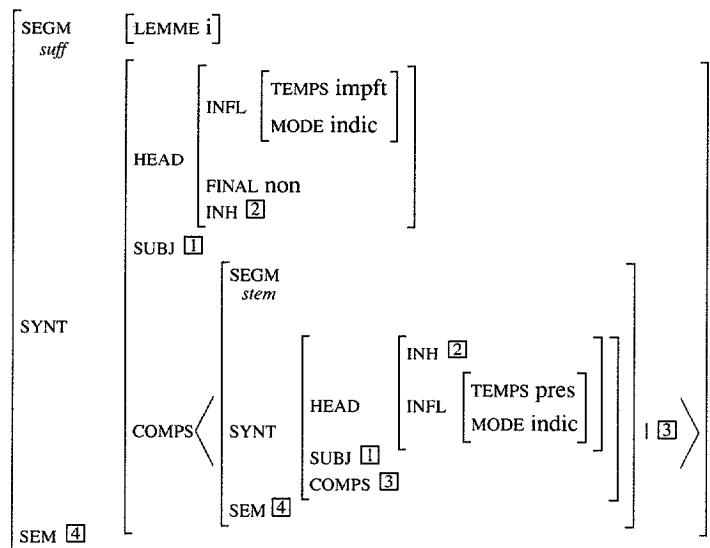 SEGM [LEMME i]
suff
TEMPS impft
INFL
MODE indic
HEAD
FINAL non
INH 2
SUBJ 1
SEGM
stem
SYNT
INH 2
TEMPS pres
HEAD INFL
MODE indic
COMPS SYNT | 3
SUBJ 1
COMPS 3
SEM 4
SEM 4